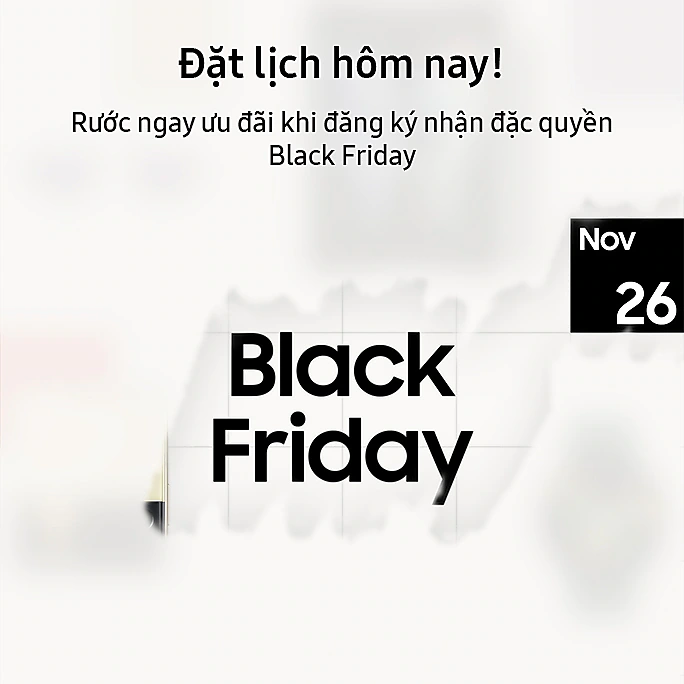 Đặt lịch hôm nay!
Rước ngay ưu đãi khi đăng ký nhận đặc quyền
Black Friday
Nov
26
Black
Friday